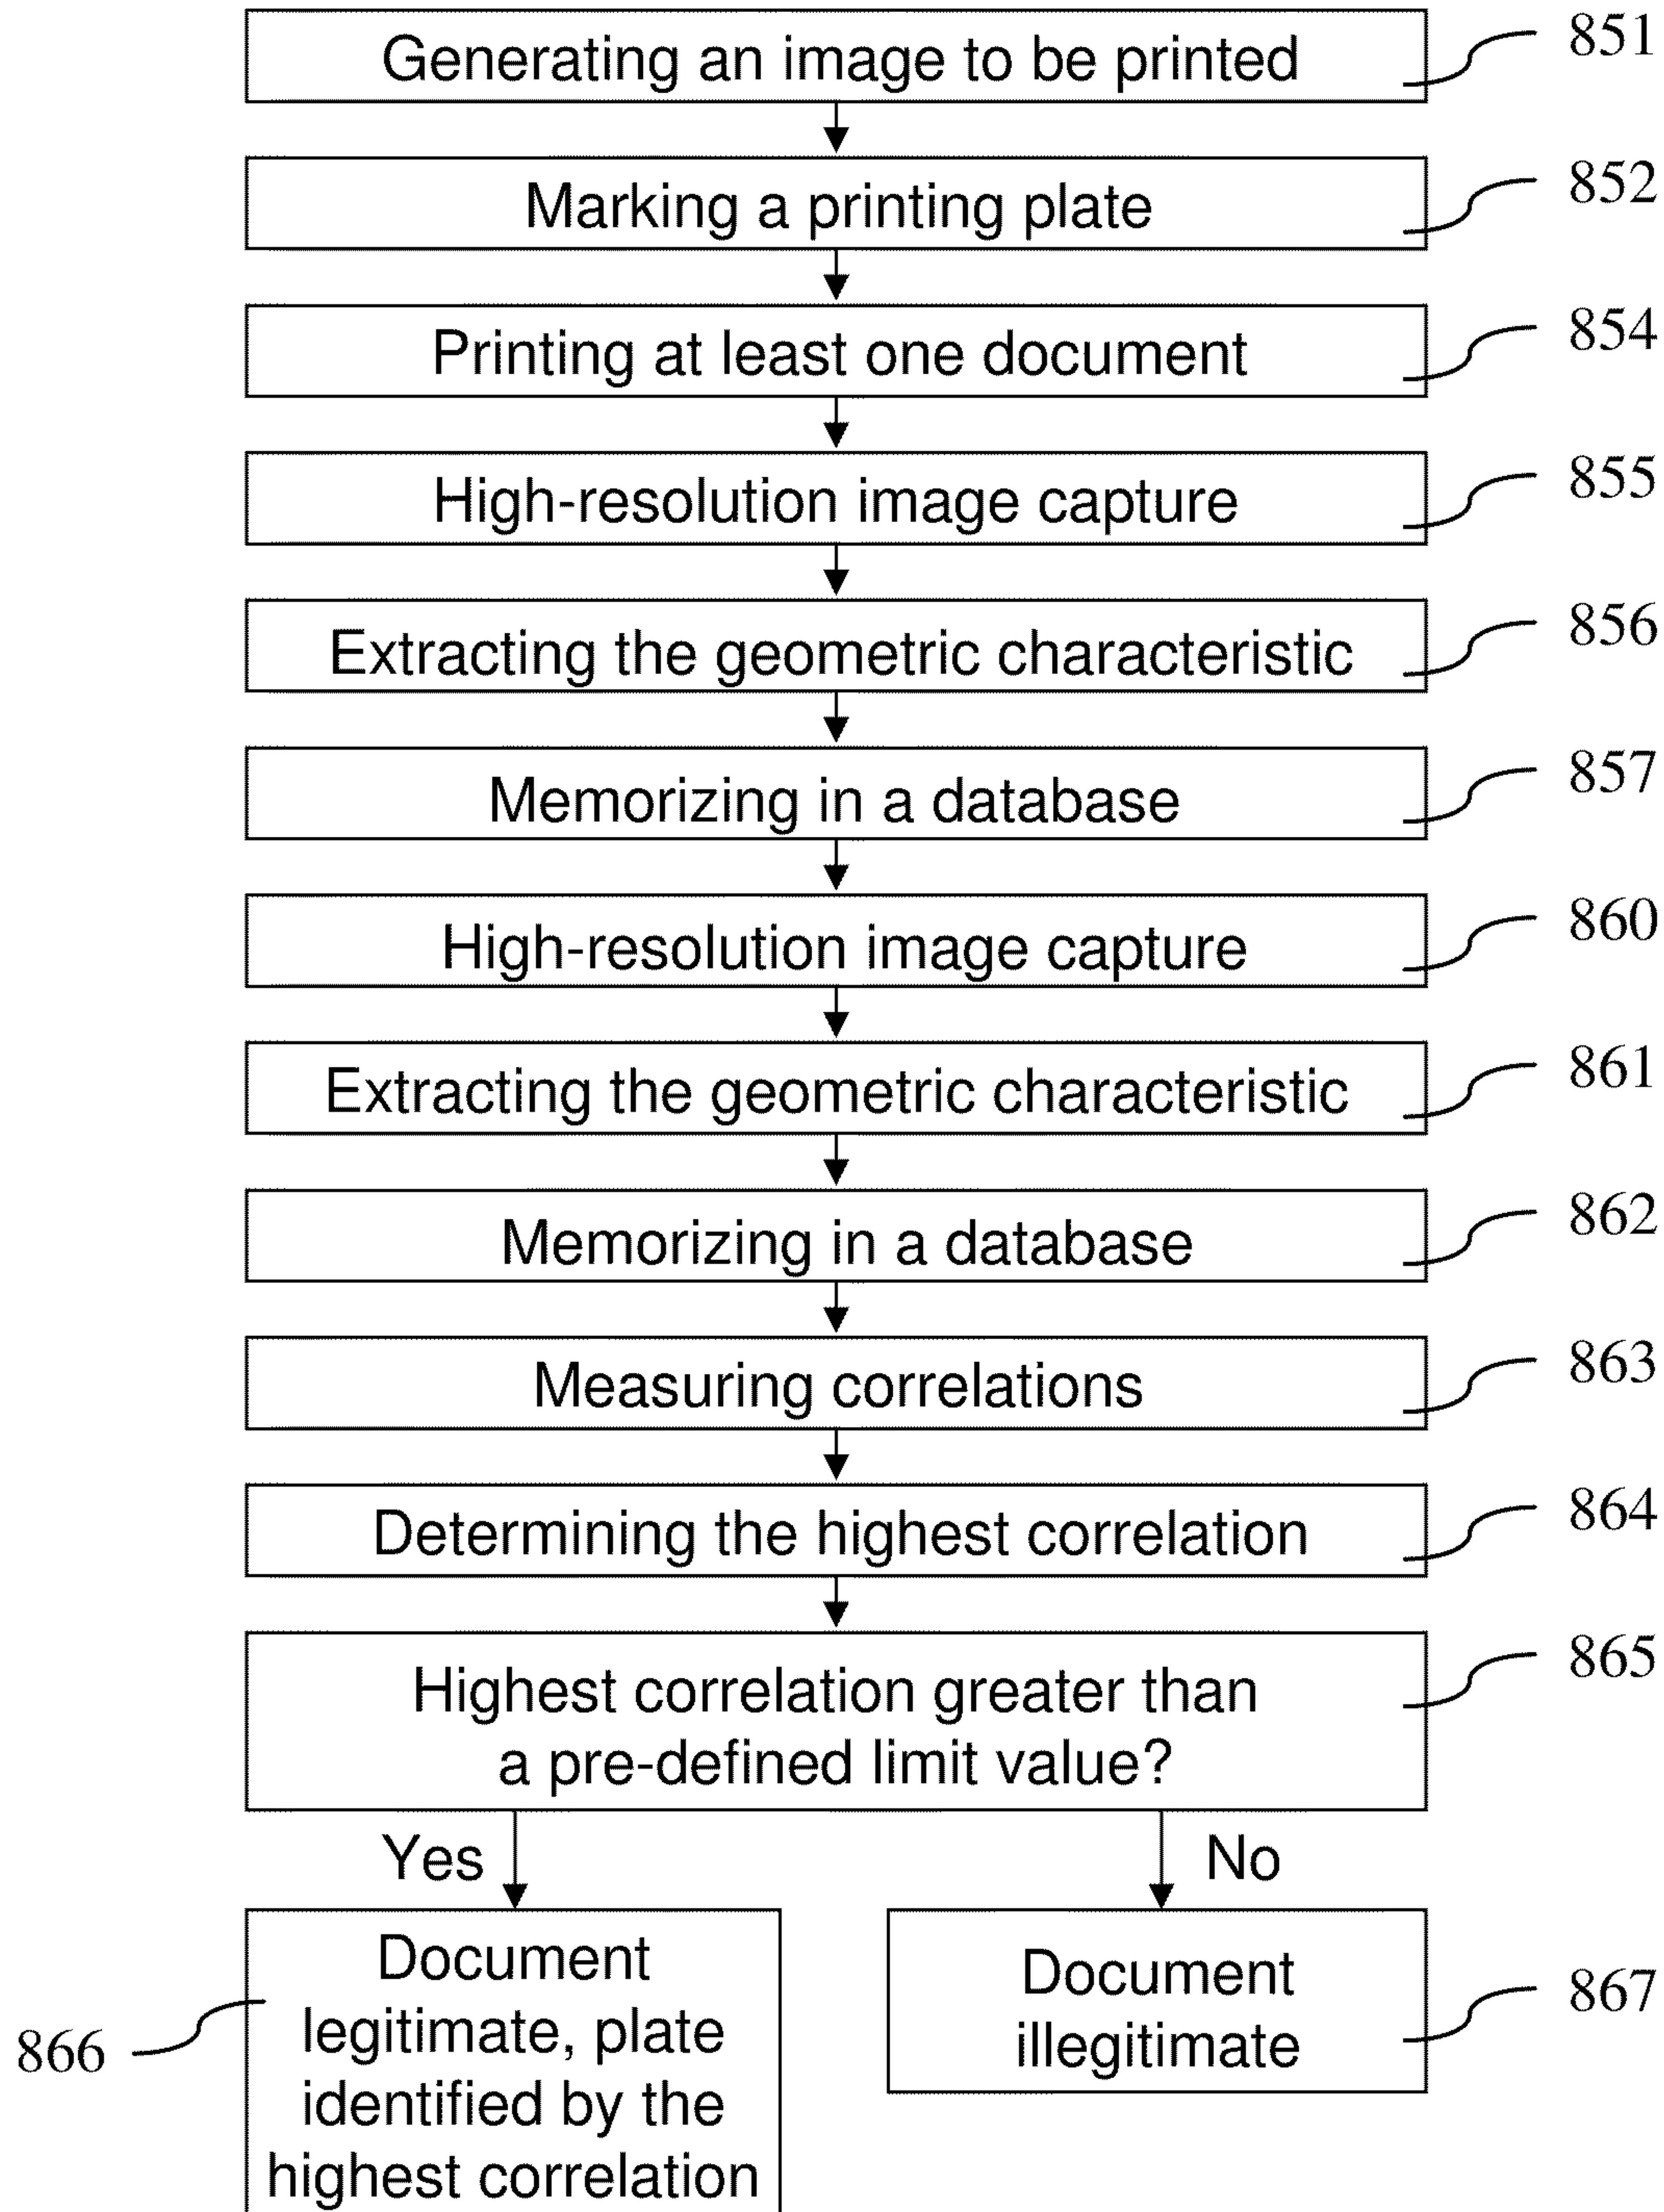 Generating an image to be printed
851
Marking a printing plate
852
Printing at least one document
854
High-resolution image capture
855
Extracting the geometric characteristic
856
Memorizing in a database
857
High-resolution image capture
860
Extracting the geometric characteristic
861
Memorizing in a database
862
Measuring correlations
863
Determining the highest correlation
864
Highest correlation greater than
a pre-defined limit value?
865
Yes
No
Document
legitimate, plate
identified by the
highest correlation
866
Document
illegitimate
867